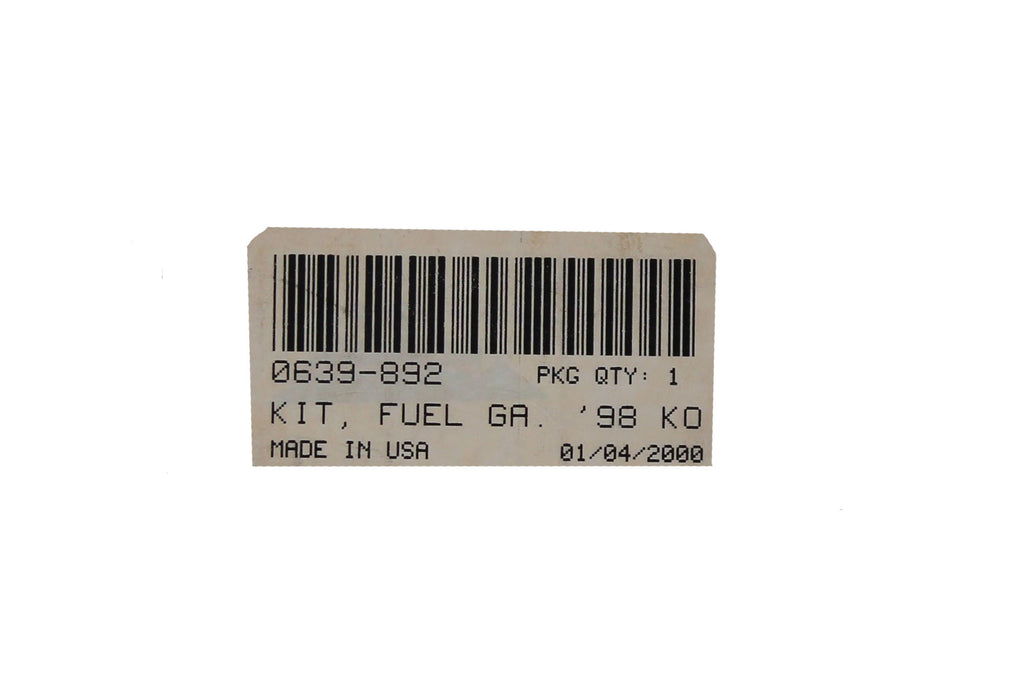 0639-892 PKG QTY: 1
KIT, FUEL GA. '98 KO
MADE IN USA 01/04/2000